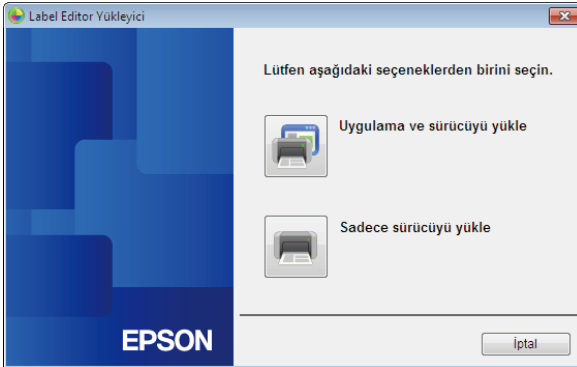 Label Editor Yükleyici
Lütfen aşağıdaki seçeneklerden birini seçin.
Uygulama ve sürücüyü yükle
Sadece sürücüyü yükle
EPSON
İptal